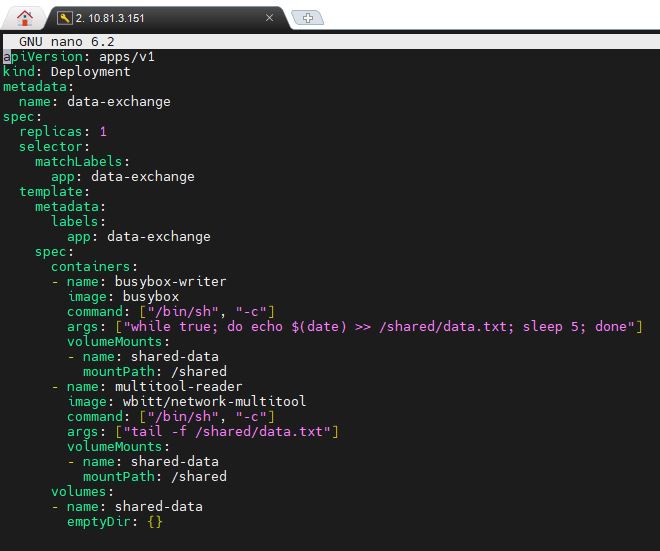 2. 10.81.3.151
GNU nano 6.2
apiVersion: apps/v1
kind: Deployment
metadata:
  name: data-exchange
spec:
  replicas: 1
  selector:
    matchLabels:
      app: data-exchange
  template:
    metadata:
      labels:
        app: data-exchange
    spec:
      containers:
      - name: busybox-writer
        image: busybox
        command: ["/bin/sh", "-c"]
        args: ["while true; do echo $(date) >> /shared/data.txt; sleep 5; done"]
        volumeMounts:
        - name: shared-data
          mountPath: /shared
      - name: multitool-reader
        image: wbitt/network-multitool
        command: ["/bin/sh", "-c"]
        args: ["tail -f /shared/data.txt"]
        volumeMounts:
        - name: shared-data
          mountPath: /shared
      volumes:
      - name: shared-data
        emptyDir: {}